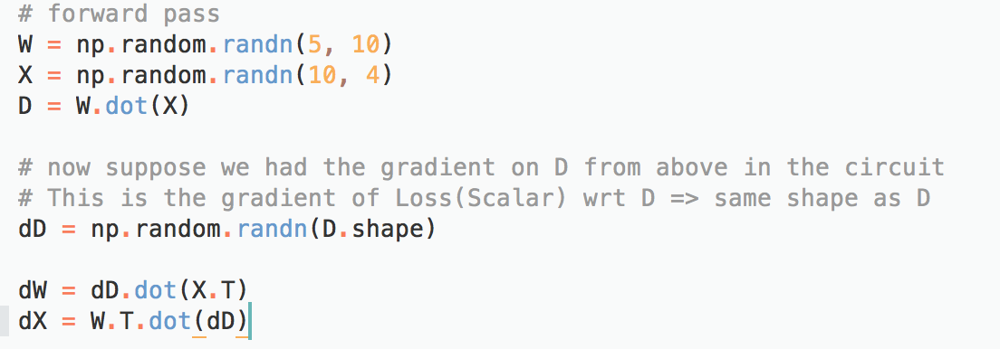 # forward pass
W = np.random.randn(5, 10)
X = np.random.randn(10, 4)
D = W.dot(X)
# now suppose we had the gradient on D from above in the circuit
# This is the gradient of Loss(Scalar) wrt D => same shape as D
dD = np.random.randn(D.shape)
dW = dD.dot(X.T)
dX = W.T.dot(dD)